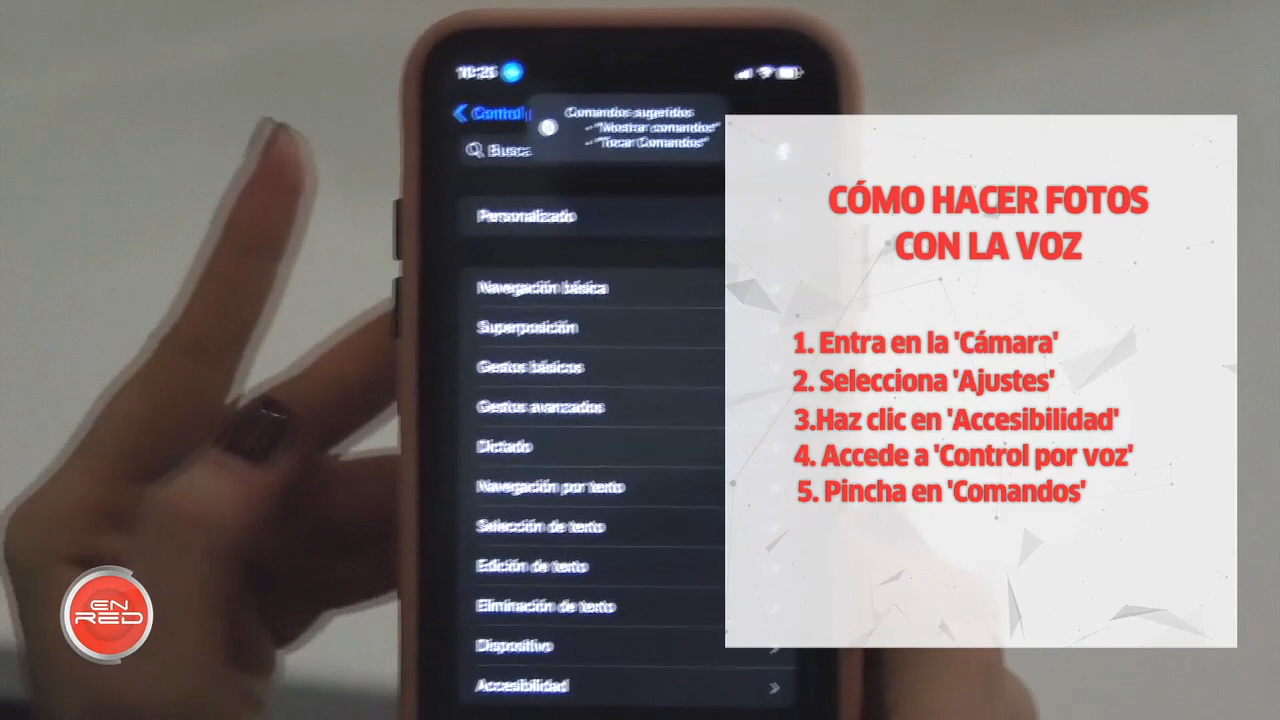 10:25
Control
Comandos sugeridos
- "Mostrar comandos"
- "Tocar Comandos"
Busca
Personalizado
Navegación básica
Superposición
Gestos básicos
Gestos avanzados
Dictado
Navegación por texto
Selección de texto
Edición de texto
Eliminación de texto
Dispositivo
Accesibilidad
CÓMO HACER FOTOS
CON LA VOZ
1. Entra en la 'Cámara'
2. Selecciona 'Ajustes'
3.Haz clic en 'Accesibilidad'
4. Accede a 'Control por voz'
5. Pincha en 'Comandos'
EN
RED